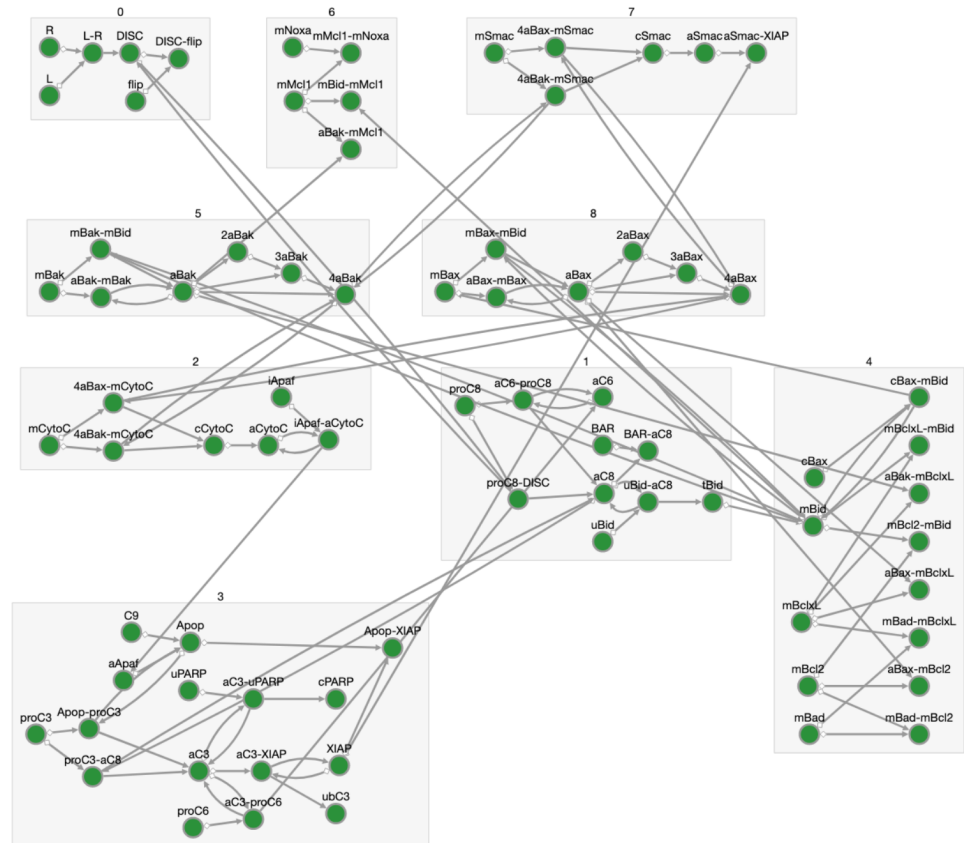 0
R
L-R
DISC
DISC-flip
L
flip
6
mNoxa
mMcl1-mNoxa
mMcl1
mBid-mMcl1
aBak-mMcl1
7
mSmac
4aBax-mSmac
cSmac
aSmac
aSmac-XIAP
4aBak-mSmac
5
mBak-mBid
2aBak
3aBak
mBak
aBak-mBak
aBak
4aBak
8
mBax-mBid
2aBax
3aBax
mBax
aBax-mBax
aBax
4aBax
2
4aBax-mCytoC
iApaf
mCytoC
4aBak-mCytoC
cCytoC
aCytoC
iApaf-aCytoC
1
proC8
aC6-proC8
aC6
BAR
BAR-aC8
proC8-DISC
aC8
uBid-aC8
tBid
uBid
4
cBax-mBid
mBclxL-mBid
cBax
aBak-mBclxL
mBid
mBcl2-mBid
aBax-mBclxL
mBclxL
mBad-mBclxL
mBcl2
aBax-mBcl2
mBad
mBad-mBcl2
3
C9
Apop
Apop-XIAP
aApaf
uPARP
aC3-uPARP
cPARP
proC3
Apop-proC3
proC3-aC8
aC3
aC3-XIAP
XIAP
proC6
aC3-proC6
ubC3